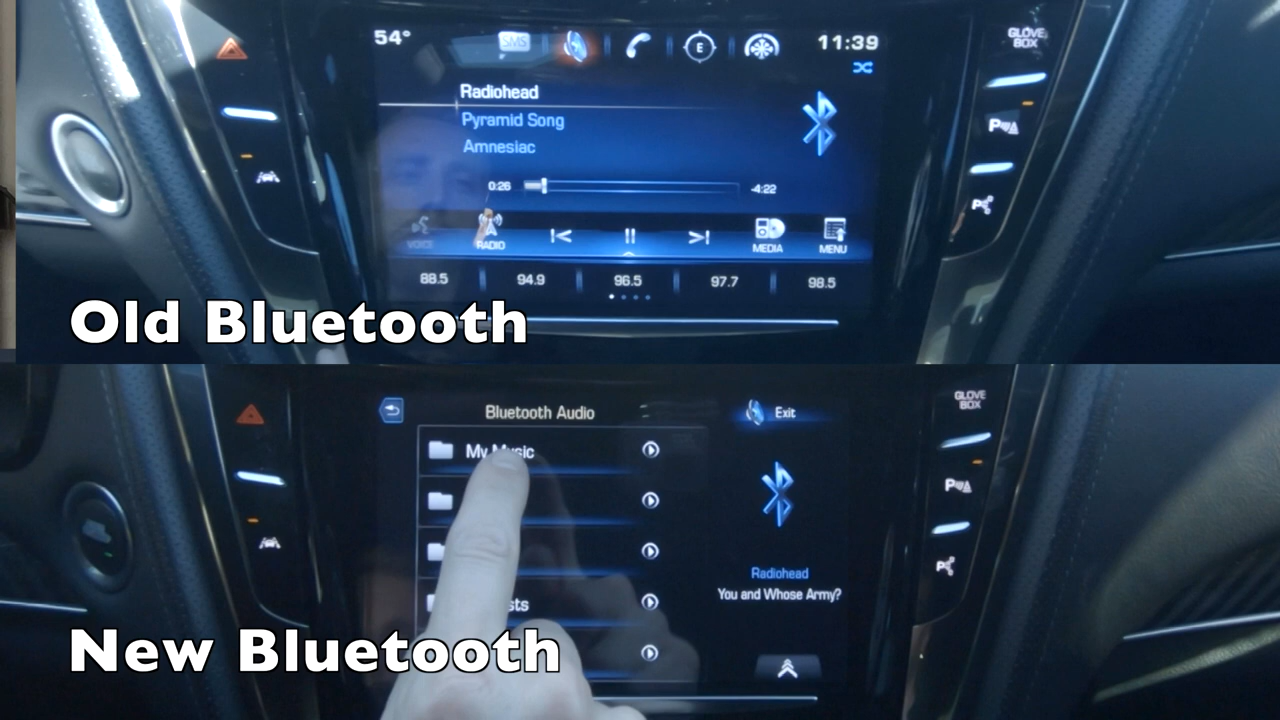 54°
SMS
E
11:39
GLOVE
BOX
Radiohead
Pyramid Song
Amnesiac
0:26
-4:22
P
P
VOICE
RADIO
MEDIA
MENU
88.5
94.9
96.5
97.7
98.5
Old Bluetooth
Bluetooth Audio
Exit
GLOVE
BOX
My Music
P
Radiohead
You and Whose Army?
P
New Bluetooth